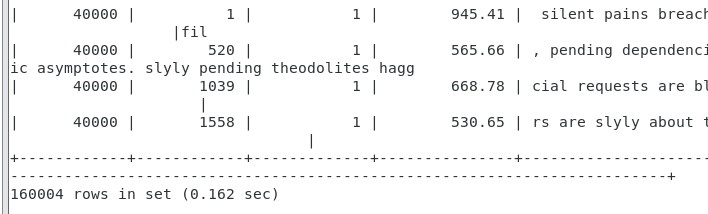 |      40000 |          1 |           1 |         945.41 |  silent pains breach
                  |fil
|      40000 |        520 |           1 |         565.66 | , pending dependenci
ic asymptotes. slyly pending theodolites hagg
|      40000 |       1039 |           1 |         668.78 | cial requests are bl
                     |
|      40000 |       1558 |           1 |         530.65 | rs are slyly about t
                                 |
+------------+------------+-------------+----------------+---------------------
--------------------------------------------------------------------------+
160004 rows in set (0.162 sec)